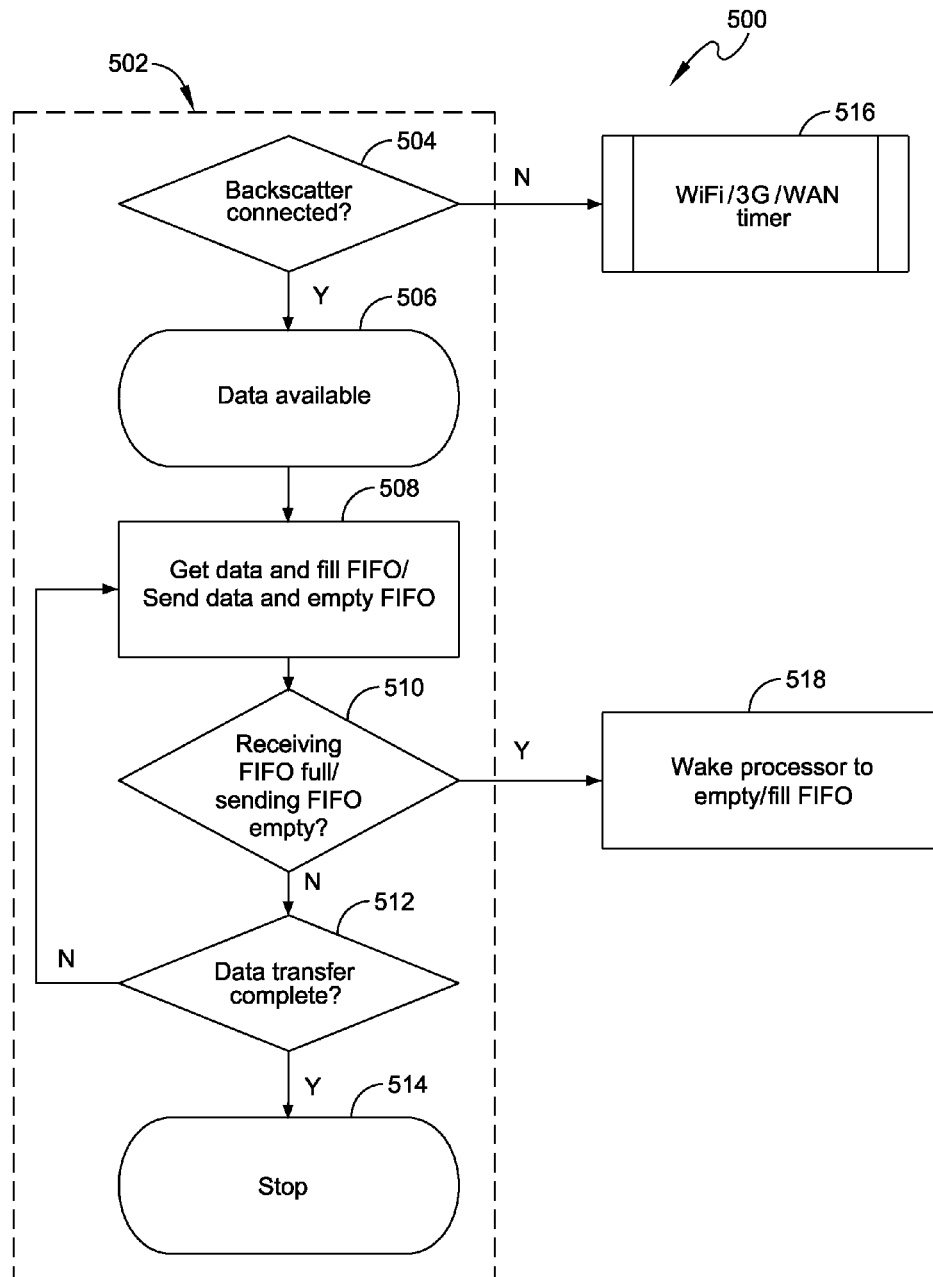 500
502
504
Backscatter
connected?
N
516
WiFi/3G/WAN
timer
Y
506
Data available
508
Get data and fill FIFO/
Send data and empty FIFO
510
Receiving
FIFO full/
sending FIFO
empty?
Y
518
Wake processor to
empty/fill FIFO
N
512
Data transfer
complete?
N
Y
514
Stop